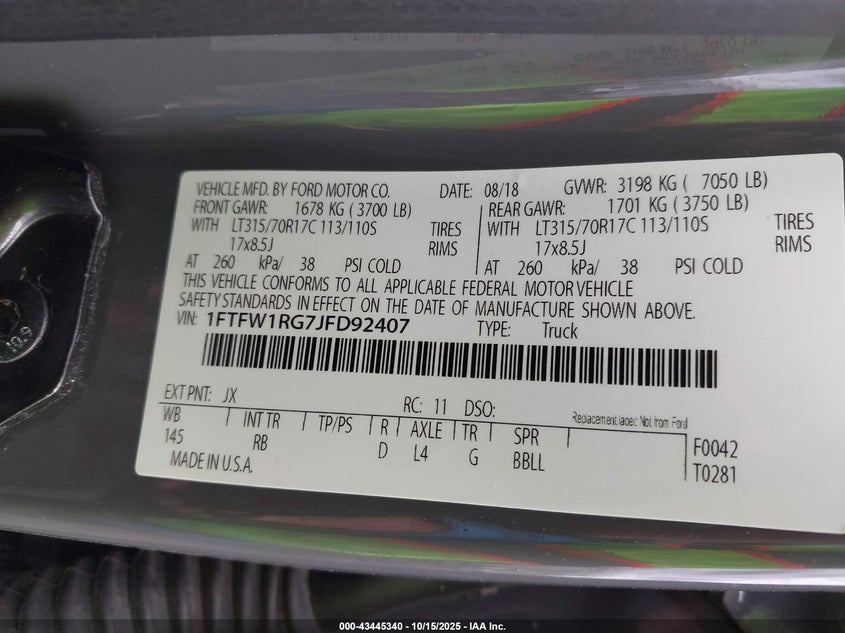 VEHICLE MFD. BY FORD MOTOR CO. DATE: 08/18 GVWR: 3198 KG ( 7050 LB)
FRONT GAWR: 1678 KG (3700 LB) REAR GAWR: 1701 KG (3750 LB)
WITH LT315/70R17C 113/110S TIRES WITH LT315/70R17C 113/110S TIRES
17x8.5J RIMS 17x8.5J RIMS
AT 260 kPa/ 38 PSI COLD AT 260 kPa/ 38 PSI COLD
THIS VEHICLE CONFORMS TO ALL APPLICABLE FEDERAL MOTOR VEHICLE
SAFETY STANDARDS IN EFFECT ON THE DATE OF MANUFACTURE SHOWN ABOVE.
VIN: 1FTFW1RG7JFD92407 TYPE: Truck
EXT PNT: JX RC: 11 DSO: Replacement label: Not from Ford
WB INT TR TP/PS R AXLE TR SPR F0042
145 RB D L4 G BBLL T0281
MADE IN U.S.A.
10.9
000-43445340 | 10/15/2025 - IAA Inc.